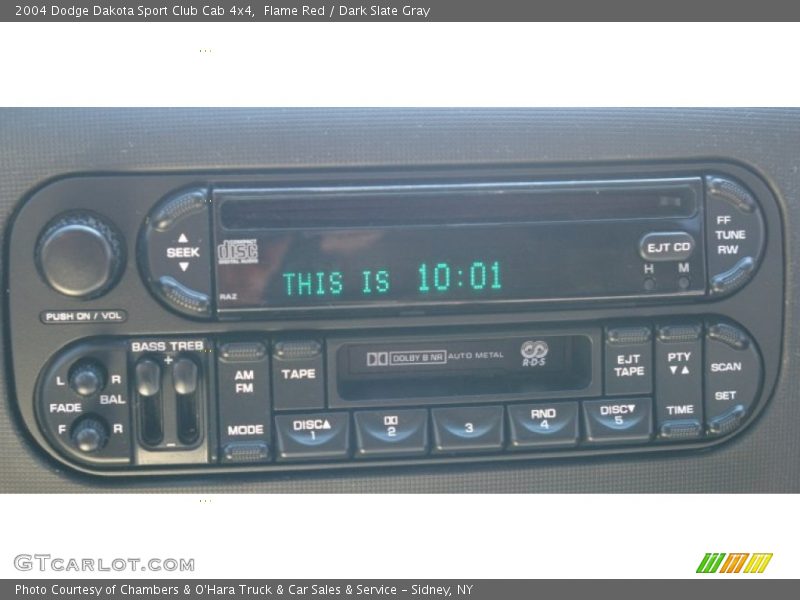 2004 Dodge Dakota Sport Club Cab 4x4, Flame Red / Dark Slate Gray
SEEK
COMPACT
disc
DIGITAL AUDIO
RAZ
THIS IS 10:01
EJT CD
H M
FF
TUNE
RW
PUSH ON / VOL
BASS TREB
+
-
L R
FADE BAL
F R
AM
FM
MODE
TAPE
DOLBY B NR AUTO METAL
R·D·S
EJT
TAPE
PTY
TIME
SCAN
SET
DISC▲
1
2
3
RND
4
DISC▼
5
GTCARLOT.COM
Photo Courtesy of Chambers & O'Hara Truck & Car Sales & Service - Sidney, NY